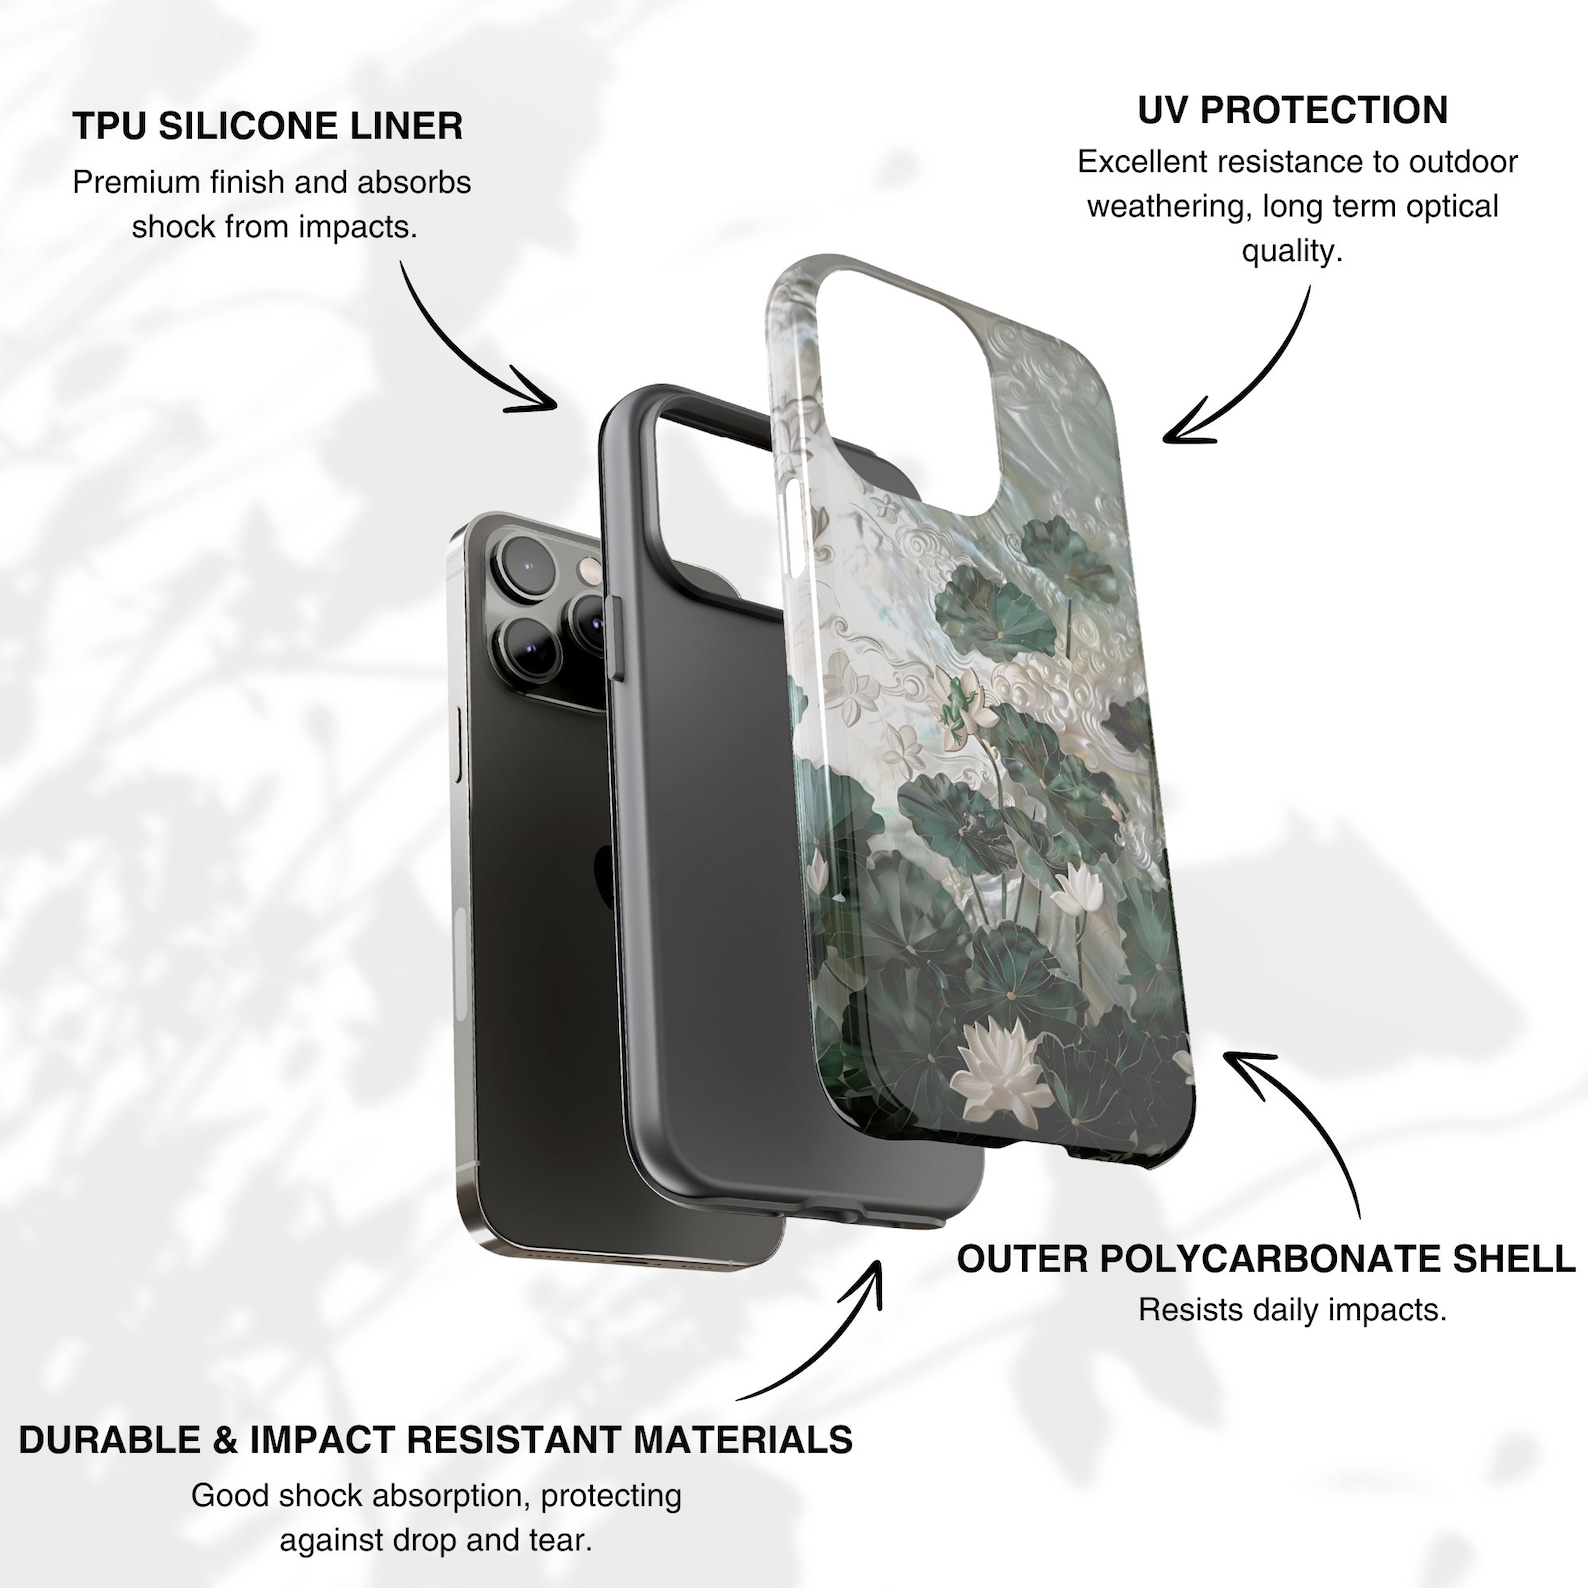 TPU SILICONE LINER
Premium finish and absorbs
shock from impacts.
UV PROTECTION
Excellent resistance to outdoor
weathering, long term optical
quality.
OUTER POLYCARBONATE SHELL
Resists daily impacts.
DURABLE & IMPACT RESISTANT MATERIALS
Good shock absorption, protecting
against drop and tear.